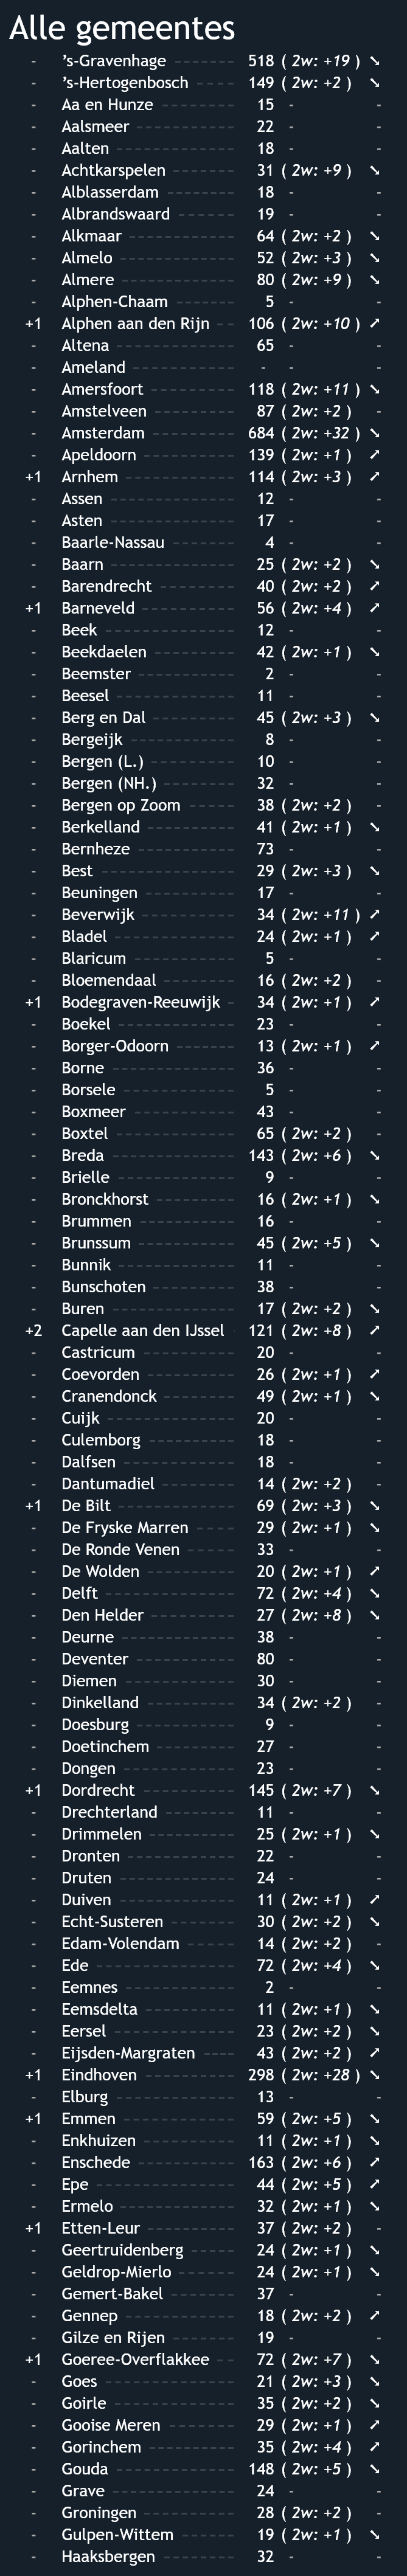 Alle gemeentes
- 's-Gravenhage 518 ( 2w: +19 ) ➘
- 's-Hertogenbosch 149 ( 2w: +2 ) ➘
- Aa en Hunze 15 - -
- Aalsmeer 22 - -
- Aalten 18 - -
- Achtkarspelen 31 ( 2w: +9 ) ➘
- Alblasserdam 18 - -
- Albrandswaard 19 - -
- Alkmaar 64 ( 2w: +2 ) ➘
- Almelo 52 ( 2w: +3 ) ➘
- Almere 80 ( 2w: +9 ) ➘
- Alphen-Chaam 5 - -
+1 Alphen aan den Rijn 106 ( 2w: +10 ) ➚
- Altena 65 - -
- Ameland - - -
- Amersfoort 118 ( 2w: +11 ) ➘
- Amstelveen 87 ( 2w: +2 ) -
- Amsterdam 684 ( 2w: +32 ) ➘
- Apeldoorn 139 ( 2w: +1 ) ➚
+1 Arnhem 114 ( 2w: +3 ) ➚
- Assen 12 - -
- Asten 17 - -
- Baarle-Nassau 4 - -
- Baarn 25 ( 2w: +2 ) ➘
- Barendrecht 40 ( 2w: +2 ) ➚
+1 Barneveld 56 ( 2w: +4 ) ➚
- Beek 12 - -
- Beekdaelen 42 ( 2w: +1 ) ➘
- Beemster 2 - -
- Beesel 11 - -
- Berg en Dal 45 ( 2w: +3 ) ➘
- Bergeijk 8 - -
- Bergen (L.) 10 - -
- Bergen (NH.) 32 - -
- Bergen op Zoom 38 ( 2w: +2 ) -
- Berkelland 41 ( 2w: +1 ) ➘
- Bernheze 73 - -
- Best 29 ( 2w: +3 ) ➘
- Beuningen 17 - -
- Beverwijk 34 ( 2w: +11 ) ➚
- Bladel 24 ( 2w: +1 ) ➚
- Blaricum 5 - -
- Bloemendaal 16 ( 2w: +2 ) -
+1 Bodegraven-Reeuwijk 34 ( 2w: +1 ) ➚
- Boekel 23 - -
- Borger-Odoorn 13 ( 2w: +1 ) ➚
- Borne 36 - -
- Borsele 5 - -
- Boxmeer 43 - -
- Boxtel 65 ( 2w: +2 ) -
- Breda 143 ( 2w: +6 ) ➘
- Brielle 9 - -
- Bronckhorst 16 ( 2w: +1 ) ➘
- Brummen 16 - -
- Brunssum 45 ( 2w: +5 ) ➘
- Bunnik 11 - -
- Bunschoten 38 - -
- Buren 17 ( 2w: +2 ) ➘
+2 Capelle aan den IJssel 121 ( 2w: +8 ) ➚
- Castricum 20 - -
- Coevorden 26 ( 2w: +1 ) ➚
- Cranendonck 49 ( 2w: +1 ) ➘
- Cuijk 20 - -
- Culemborg 18 - -
- Dalfsen 18 - -
- Dantumadiel 14 ( 2w: +2 ) -
+1 De Bilt 69 ( 2w: +3 ) ➘
- De Fryske Marren 29 ( 2w: +1 ) ➘
- De Ronde Venen 33 - -
- De Wolden 20 ( 2w: +1 ) ➚
- Delft 72 ( 2w: +4 ) ➘
- Den Helder 27 ( 2w: +8 ) ➘
- Deurne 38 - -
- Deventer 80 - -
- Diemen 30 - -
- Dinkelland 34 ( 2w: +2 ) -
- Doesburg 9 - -
- Doetinchem 27 - -
- Dongen 23 - -
+1 Dordrecht 145 ( 2w: +7 ) ➘
- Drechterland 11 - -
- Drimmelen 25 ( 2w: +1 ) ➘
- Dronten 22 - -
- Druten 24 - -
- Duiven 11 ( 2w: +1 ) ➚
- Echt-Susteren 30 ( 2w: +2 ) ➘
- Edam-Volendam 14 ( 2w: +2 ) -
- Ede 72 ( 2w: +4 ) ➘
- Eemnes 2 - -
- Eemsdelta 11 ( 2w: +1 ) ➘
- Eersel 23 ( 2w: +2 ) ➘
- Eijsden-Margraten 43 ( 2w: +2 ) ➚
+1 Eindhoven 298 ( 2w: +28 ) ➘
- Elburg 13 - -
+1 Emmen 59 ( 2w: +5 ) ➘
- Enkhuizen 11 ( 2w: +1 ) ➘
- Enschede 163 ( 2w: +6 ) ➚
- Epe 44 ( 2w: +5 ) ➚
- Ermelo 32 ( 2w: +1 ) ➘
+1 Etten-Leur 37 ( 2w: +2 ) -
- Geertruidenberg 24 ( 2w: +1 ) ➘
- Geldrop-Mierlo 24 ( 2w: +1 ) ➘
- Gemert-Bakel 37 - -
- Gennep 18 ( 2w: +2 ) ➚
- Gilze en Rijen 19 - -
+1 Goeree-Overflakkee 72 ( 2w: +7 ) ➘
- Goes 21 ( 2w: +3 ) ➘
- Goirle 35 ( 2w: +2 ) ➘
- Gooise Meren 29 ( 2w: +1 ) ➚
- Gorinchem 35 ( 2w: +4 ) ➚
- Gouda 148 ( 2w: +5 ) ➘
- Grave 24 - -
- Groningen 28 ( 2w: +2 ) -
- Gulpen-Wittem 19 ( 2w: +1 ) ➘
- Haaksbergen 32 - -